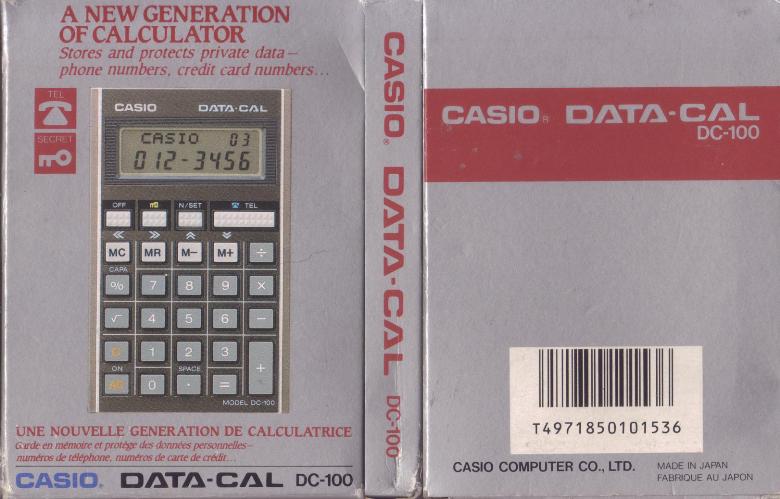 A NEW GENERATION
OF CALCULATOR
Stores and protects private data—
phone numbers, credit card numbers...
TEL
SECRET
CASIO DATA-CAL
CASIO 03
012-3456
OFF N/SET TEL
MC MR M− M+ ÷
CAPA
% 7 8 9 ×
√ 4 5 6 −
C 1 2 3 +
ON SPACE
AC 0 · =
MODEL DC-100
UNE NOUVELLE GENERATION DE CALCULATRICE
Garde en mémoire et protège des données personnelles—
numéros de téléphone, numéros de carte de crédit...
CASIO® DATA-CAL DC-100
CASIO® DATA-CAL DC-100
CASIO® DATA-CAL
DC-100
T4971850101536
CASIO COMPUTER CO., LTD.
MADE IN JAPAN
FABRIQUE AU JAPON